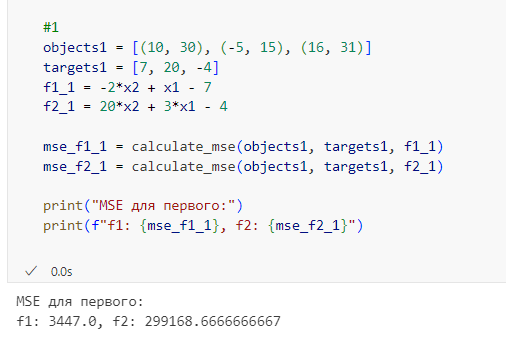 #1
objects1 = [(10, 30), (-5, 15), (16, 31)]
targets1 = [7, 20, -4]
f1_1 = -2*x2 + x1 - 7
f2_1 = 20*x2 + 3*x1 - 4
mse_f1_1 = calculate_mse(objects1, targets1, f1_1)
mse_f2_1 = calculate_mse(objects1, targets1, f2_1)
print("MSE для первого:")
print(f"f1: {mse_f1_1}, f2: {mse_f2_1}")
✓ 0.0s
MSE для первого:
f1: 3447.0, f2: 299168.6666666667